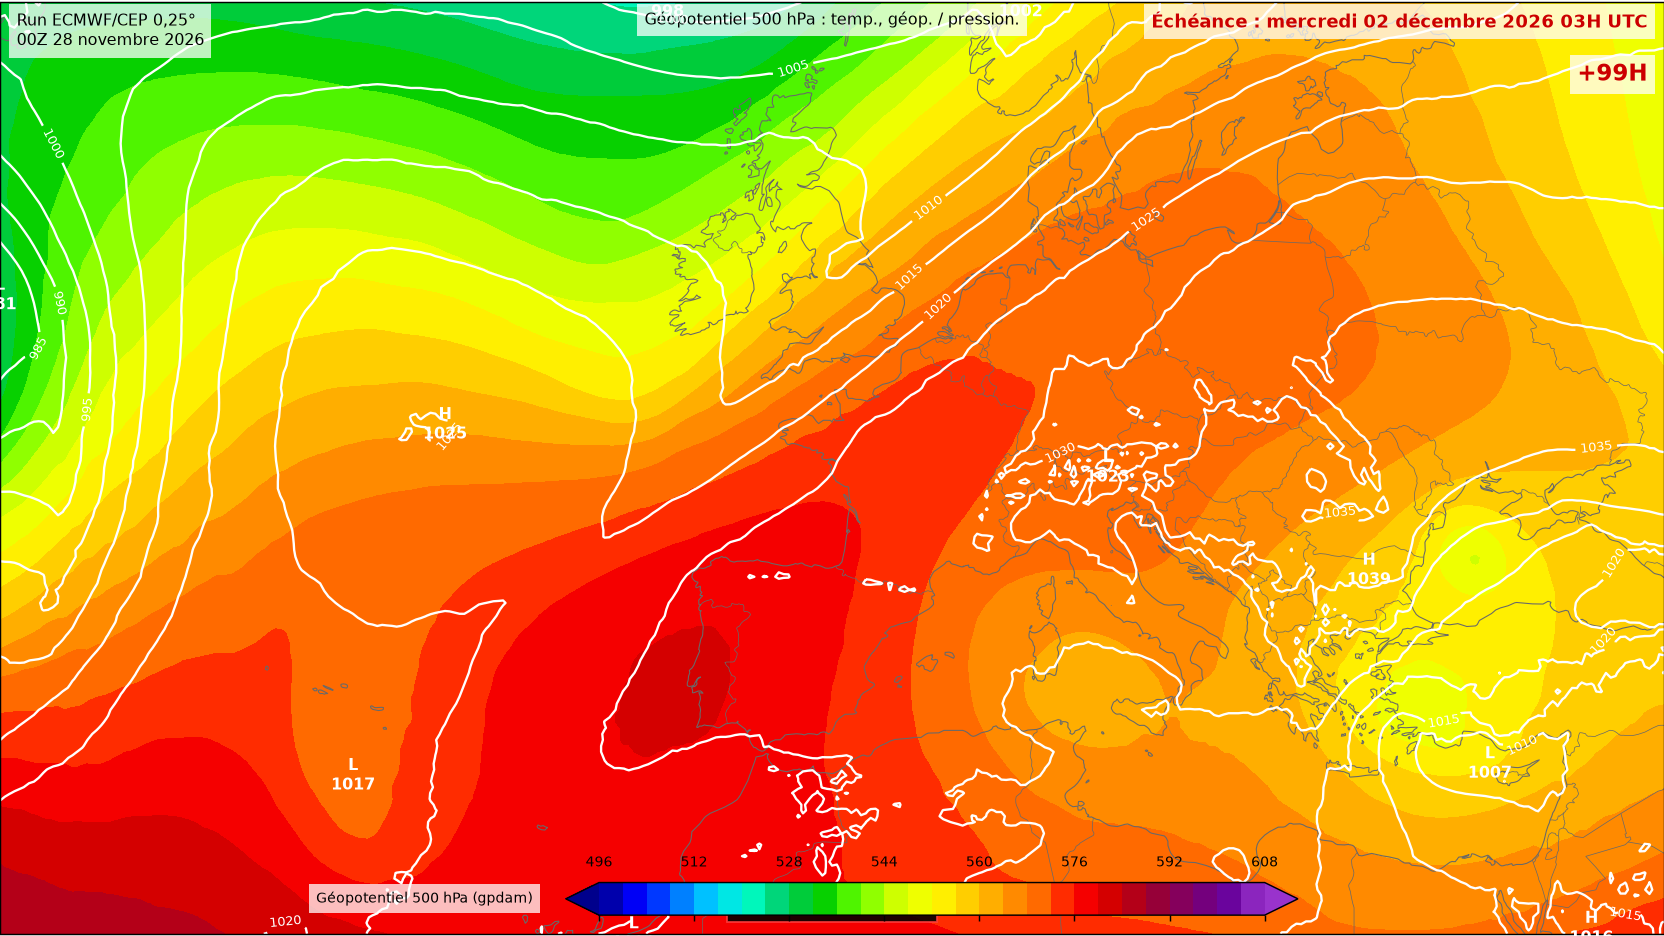 Run ECMWF/CEP 0,25°
00Z 28 novembre 2026
Géopotentiel 500 hPa : temp., géop. / pression.
Échéance : mercredi 02 décembre 2026 03H UTC
+99H
998
1002
1005
1000
1010
1025
1015
1020
990
985
995
H
1025
1030
1035
1035
H
1039
1020
1020
1015
1010
L
1007
L
1017
496 512 528 544 560 576 592 608
Géopotentiel 500 hPa (gpdam)
1020
L
H
1015
1016